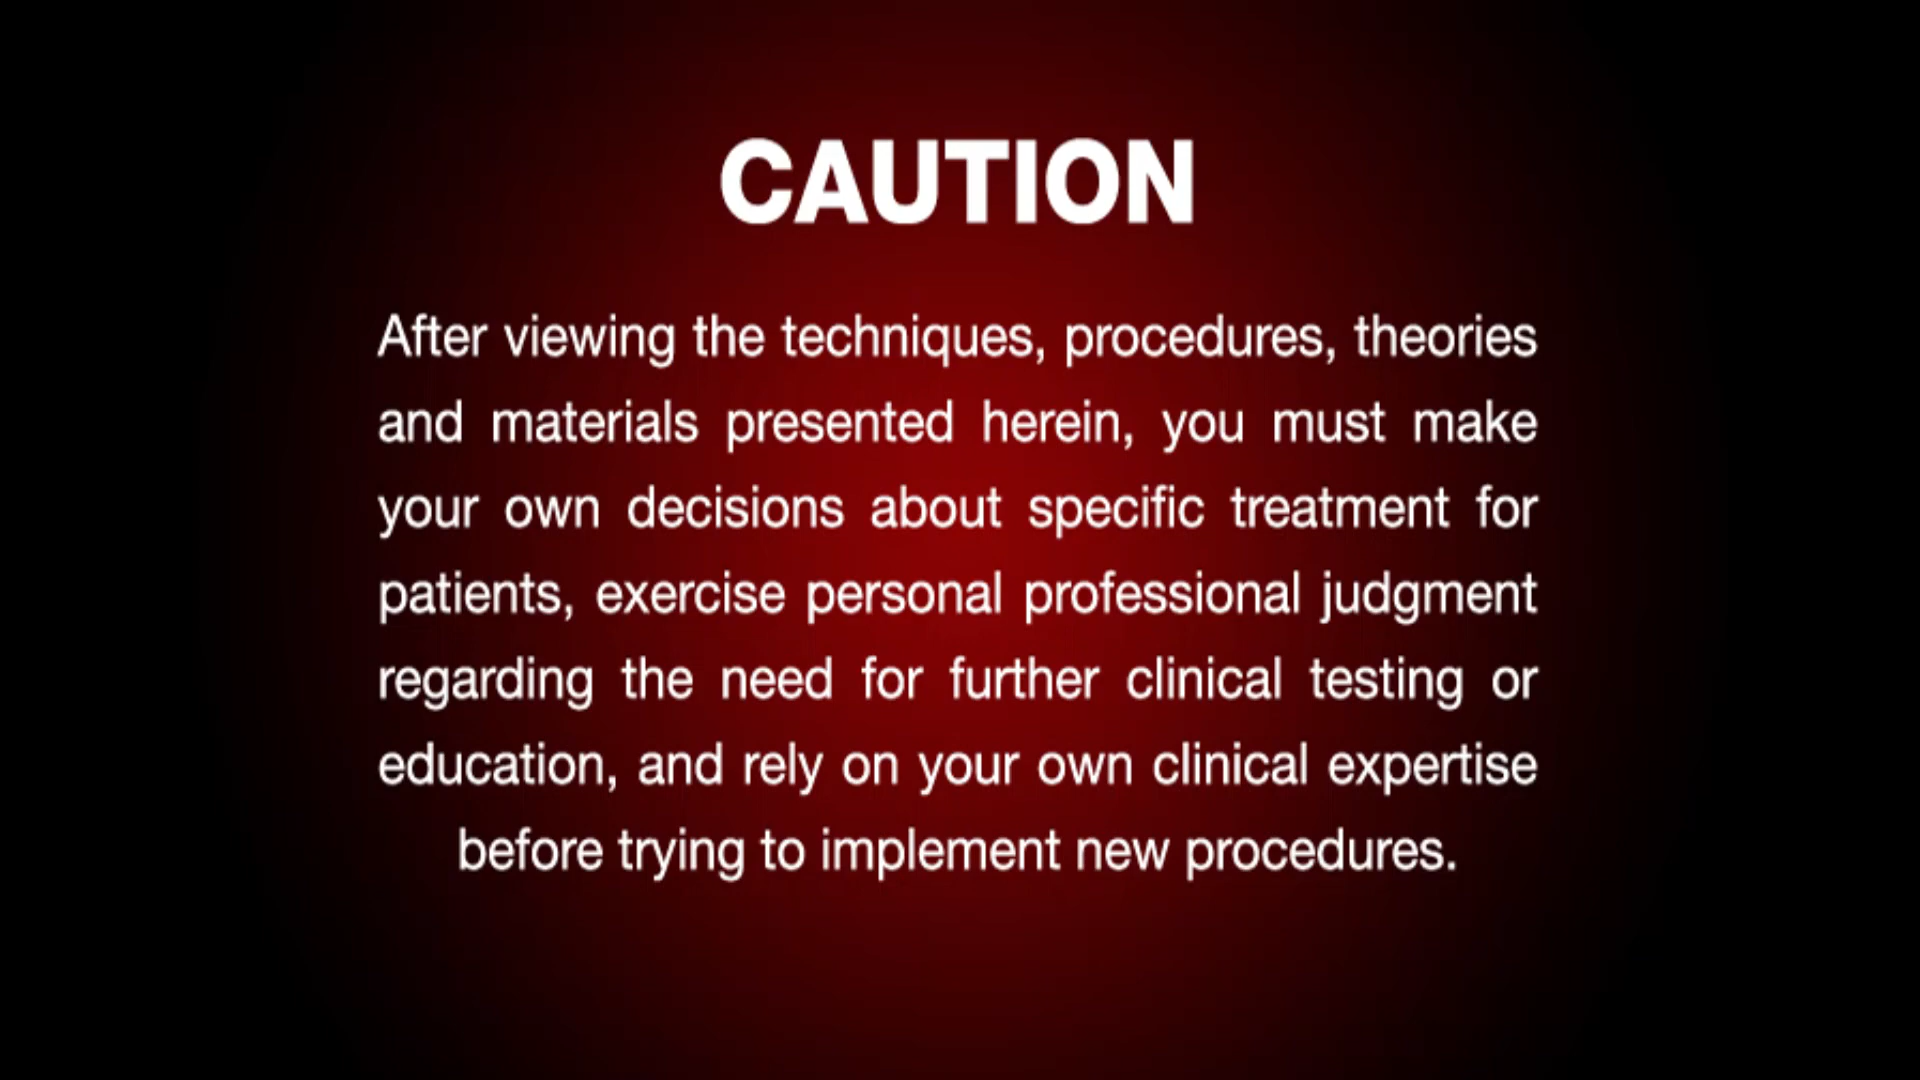 CAUTION
After viewing the techniques, procedures, theories
and materials presented herein, you must make
your own decisions about specific treatment for
patients, exercise personal professional judgment
regarding the need for further clinical testing or
education, and rely on your own clinical expertise
before trying to implement new procedures.